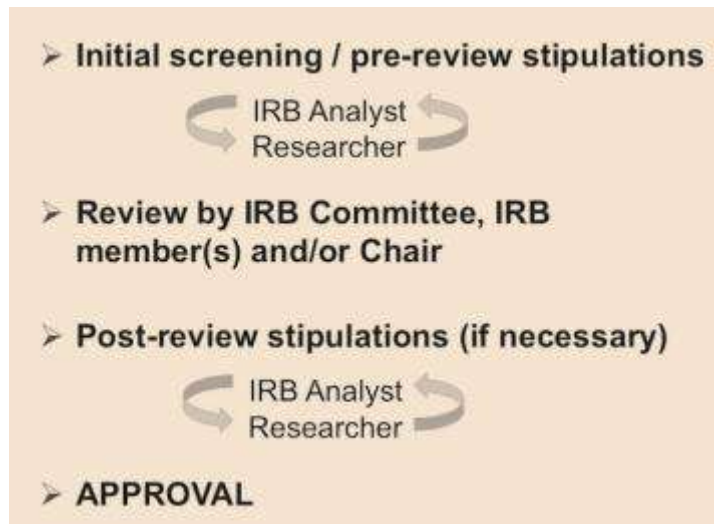 ➢ Initial screening / pre-review stipulations
IRB Analyst
Researcher
➢ Review by IRB Committee, IRB
member(s) and/or Chair
➢ Post-review stipulations (if necessary)
IRB Analyst
Researcher
➢ APPROVAL